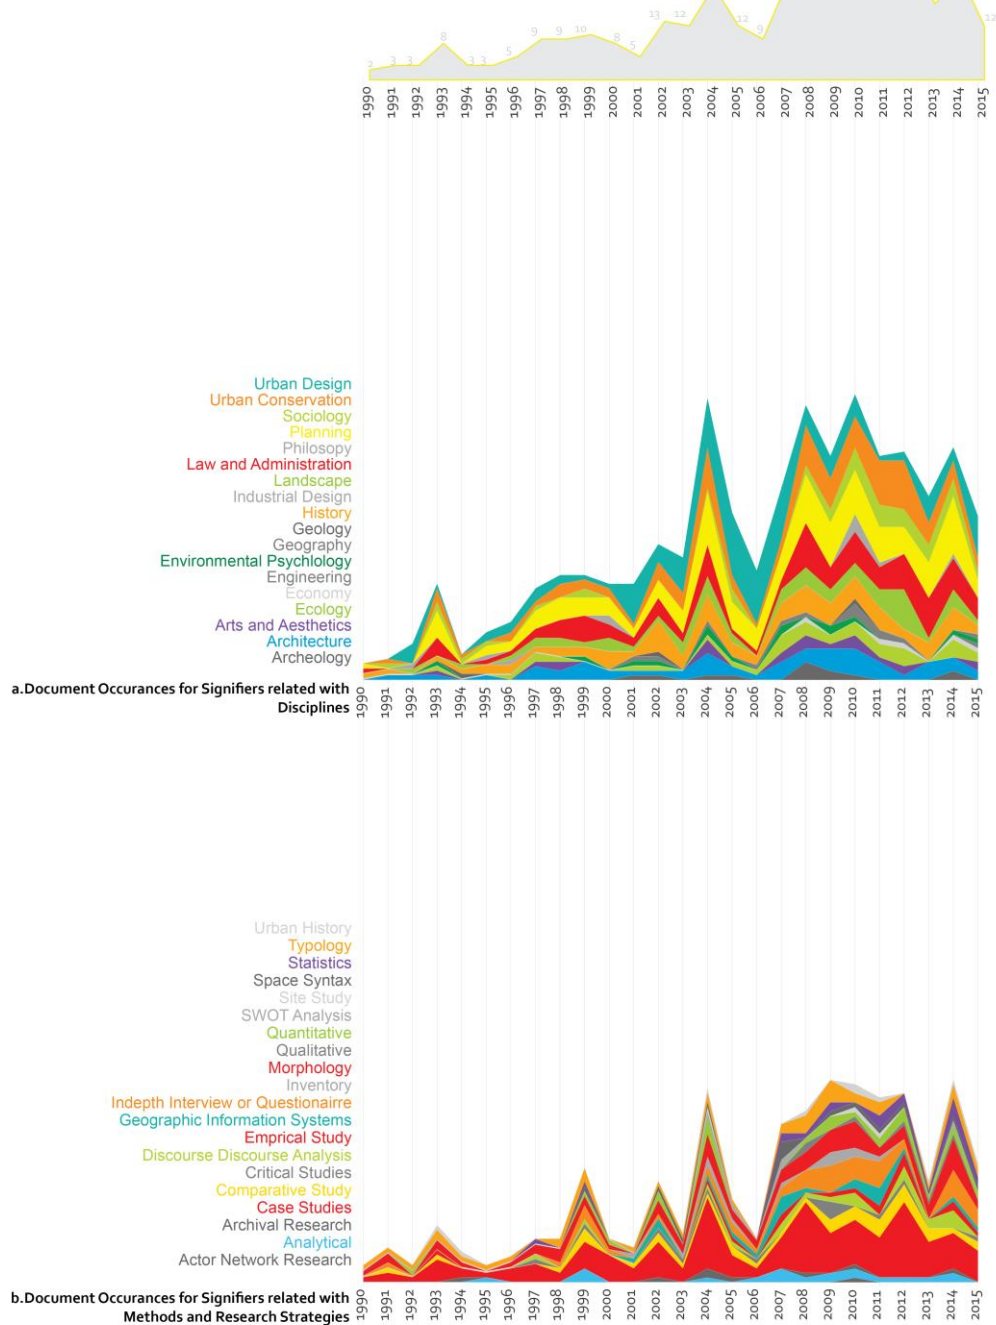 13 12 12 12
9 9 10 9
8 8
2 3 3 3 3 5 5
1990 1991 1992 1993 1994 1995 1996 1997 1998 1999 2000 2001 2002 2003 2004 2005 2006 2007 2008 2009 2010 2011 2012 2013 2014 2015
Urban Design
Urban Conservation
Sociology
Planning
Philosopy
Law and Administration
Landscape
Industrial Design
History
Geology
Geography
Environmental Psychlology
Engineering
Economy
Ecology
Arts and Aesthetics
Architecture
Archeology
a.Document Occurances for Signifiers related with
Disciplines
1990 1991 1992 1993 1994 1995 1996 1997 1998 1999 2000 2001 2002 2003 2004 2005 2006 2007 2008 2009 2010 2011 2012 2013 2014 2015
Urban History
Typology
Statistics
Space Syntax
Site Study
SWOT Analysis
Quantitative
Qualitative
Morphology
Inventory
Indepth Interview or Questionairre
Geographic Information Systems
Emprical Study
Discourse Discourse Analysis
Critical Studies
Comparative Study
Case Studies
Archival Research
Analytical
Actor Network Research
b.Document Occurances for Signifiers related with
Methods and Research Strategies
1990 1991 1992 1993 1994 1995 1996 1997 1998 1999 2000 2001 2002 2003 2004 2005 2006 2007 2008 2009 2010 2011 2012 2013 2014 2015